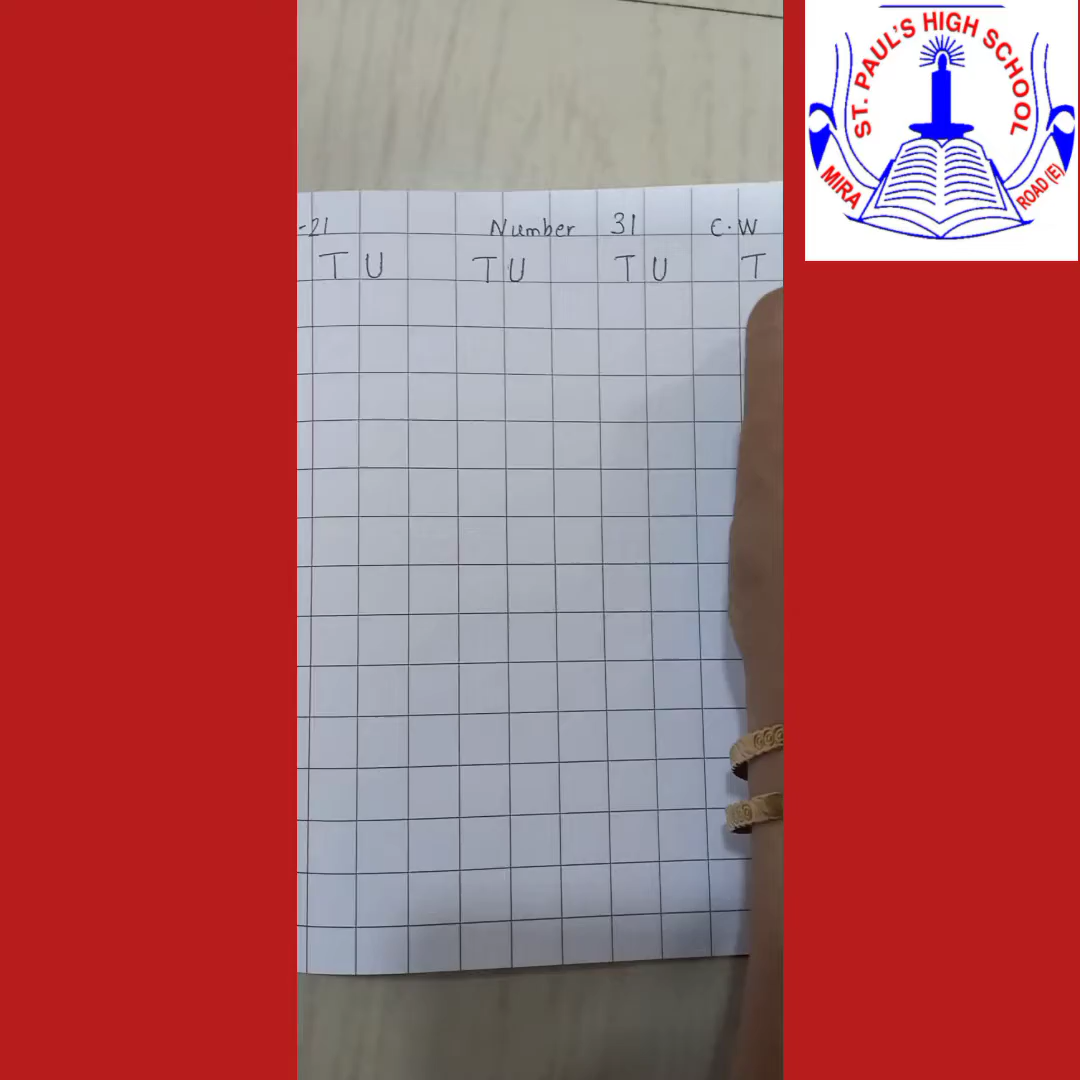 ST. PAUL'S HIGH SCHOOL
MIRA ROAD (E)
-21 Number 31 C.W
T U T U T U T